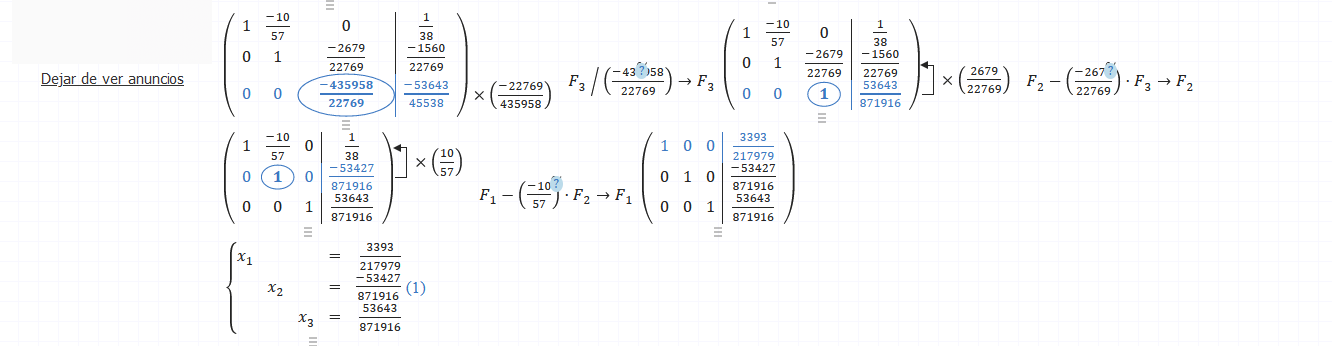 ( 1 -10/57 0 | 1/38 )
( 0 1 -2679/22769 | -1560/22769 )
( 0 0 -435958/22769 | -53643/45538 ) × (-22769/435958) F₃ / (-43?958/22769) → F₃
( 1 -10/57 0 | 1/38 )
( 0 1 -2679/22769 | -1560/22769 )
( 0 0 1 | 53643/871916 ) × (2679/22769) F₂ − (-267?/22769) · F₃ → F₂
Dejar de ver anuncios
( 1 -10/57 0 | 1/38 )
( 0 1 0 | -53427/871916 )
( 0 0 1 | 53643/871916 ) × (10/57) F₁ − (-10?/57) · F₂ → F₁
( 1 0 0 | 3393/217979 )
( 0 1 0 | -53427/871916 )
( 0 0 1 | 53643/871916 )
{ x₁ = 3393/217979
x₂ = -53427/871916 (1)
x₃ = 53643/871916